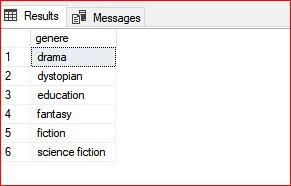 Results Messages
genere
1 drama
2 dystopian
3 education
4 fantasy
5 fiction
6 science fiction